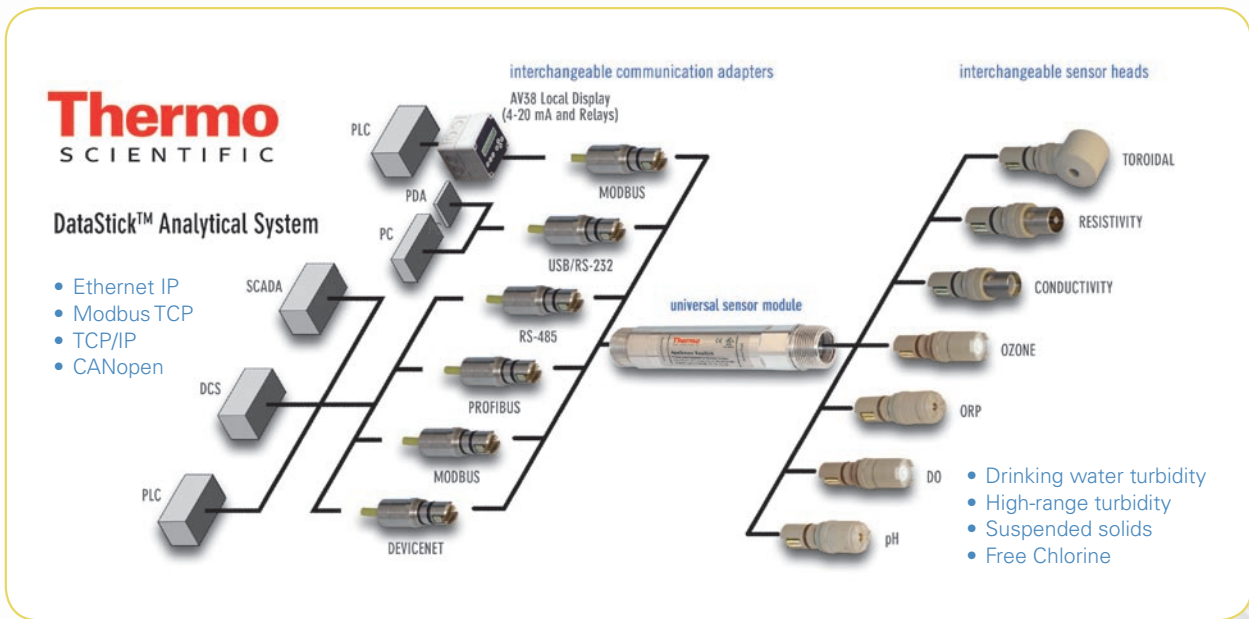 interchangeable communication adapters
interchangeable sensor heads
Thermo
SCIENTIFIC
AV38 Local Display
(4-20 mA and Relays)
PLC
MODBUS
TOROIDAL
PDA
PC
USB/RS-232
RESISTIVITY
DataStick™ Analytical System
• Ethernet IP
• Modbus TCP
• TCP/IP
• CANopen
SCADA
RS-485
universal sensor module
Thermo
CONDUCTIVITY
OZONE
DCS
PROFIBUS
ORP
PLC
MODBUS
DO
DEVICENET
pH
• Drinking water turbidity
• High-range turbidity
• Suspended solids
• Free Chlorine